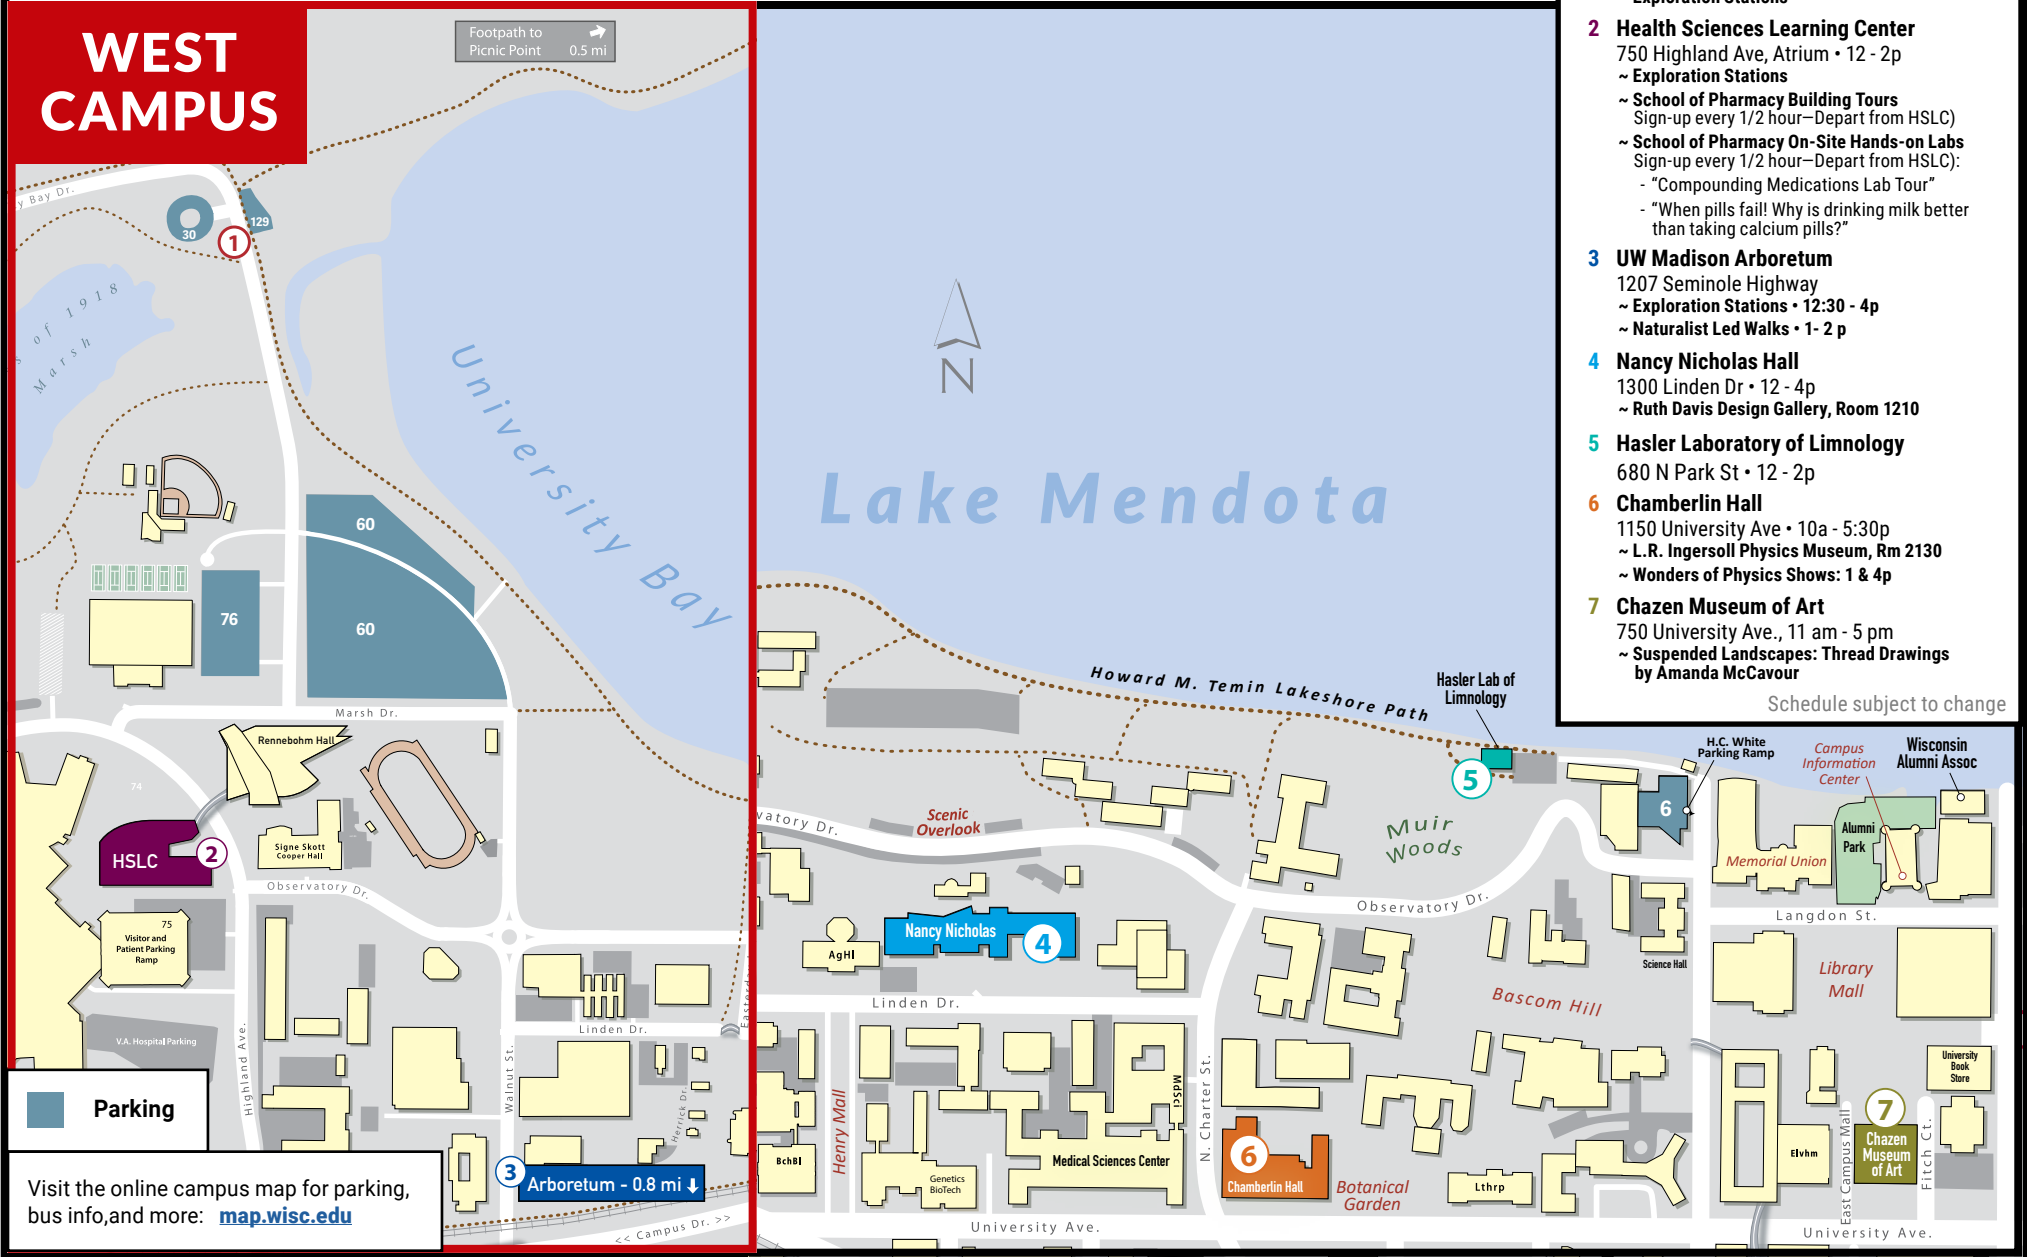 WEST
CAMPUS
Footpath to
Picnic Point 0.5 mi
y Bay Dr.
30
129
1
s of 1918
Marsh
University Bay
N
Lake Mendota
60
60
76
Marsh Dr.
Rennebohm Hall
74
HSLC
2
Signe Skott
Cooper Hall
Observatory Dr.
75
Visitor and
Patient Parking
Ramp
V.A. Hospital Parking
Highland Ave.
Walnut St.
Linden Dr.
Easterda
Herrick Dr.
3
Arboretum - 0.8 mi
<< Campus Dr. >>
Parking
Visit the online campus map for parking,
bus info,and more: map.wisc.edu
Howard M. Temin Lakeshore Path
Hasler Lab of
Limnology
5
vatory Dr.
Scenic
Overlook
Muir
Woods
Observatory Dr.
H.C. White
Parking Ramp
6
Campus
Information
Center
Wisconsin
Alumni Assoc
Alumni
Park
Memorial Union
Langdon St.
Nancy Nicholas
4
AgHl
Linden Dr.
Science Hall
Bascom Hill
Library
Mall
Henry Mall
BchBl
Genetics
BioTech
Medical Sciences Center
MdSci
N. Charter St.
6
Chamberlin Hall
Botanical
Garden
Lthrp
Elvhm
East Campus Mall
7
Chazen
Museum
of Art
Fitch Ct.
University
Book
Store
University Ave.
University Ave.
Exploration Stations
2 Health Sciences Learning Center
750 Highland Ave, Atrium • 12 - 2p
~ Exploration Stations
~ School of Pharmacy Building Tours
Sign-up every 1/2 hour—Depart from HSLC)
~ School of Pharmacy On-Site Hands-on Labs
Sign-up every 1/2 hour—Depart from HSLC):
- “Compounding Medications Lab Tour”
- “When pills fail! Why is drinking milk better
than taking calcium pills?”
3 UW Madison Arboretum
1207 Seminole Highway
~ Exploration Stations • 12:30 - 4p
~ Naturalist Led Walks • 1- 2 p
4 Nancy Nicholas Hall
1300 Linden Dr • 12 - 4p
~ Ruth Davis Design Gallery, Room 1210
5 Hasler Laboratory of Limnology
680 N Park St • 12 - 2p
6 Chamberlin Hall
1150 University Ave • 10a - 5:30p
~ L.R. Ingersoll Physics Museum, Rm 2130
~ Wonders of Physics Shows: 1 & 4p
7 Chazen Museum of Art
750 University Ave., 11 am - 5 pm
~ Suspended Landscapes: Thread Drawings
by Amanda McCavour
Schedule subject to change